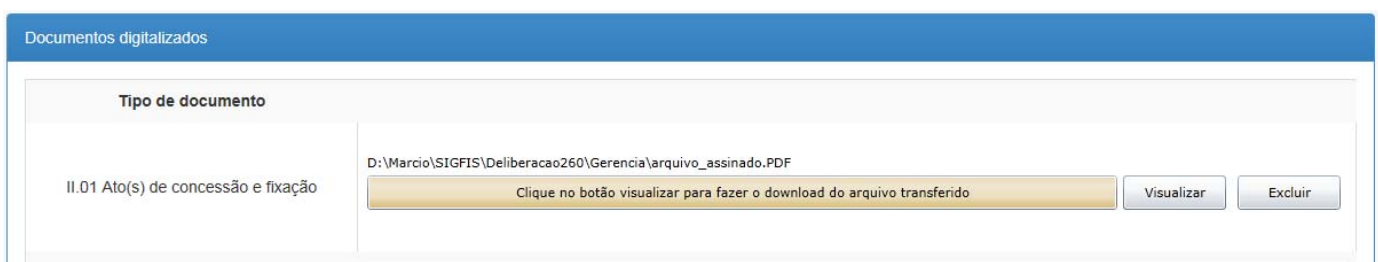 Documentos digitalizados
Tipo de documento
II.01 Ato(s) de concessão e fixação
D:\Marcio\SIGFIS\Deliberacao260\Gerencia\arquivo_assinado.PDF
Clique no botão visualizar para fazer o download do arquivo transferido
Visualizar
Excluir